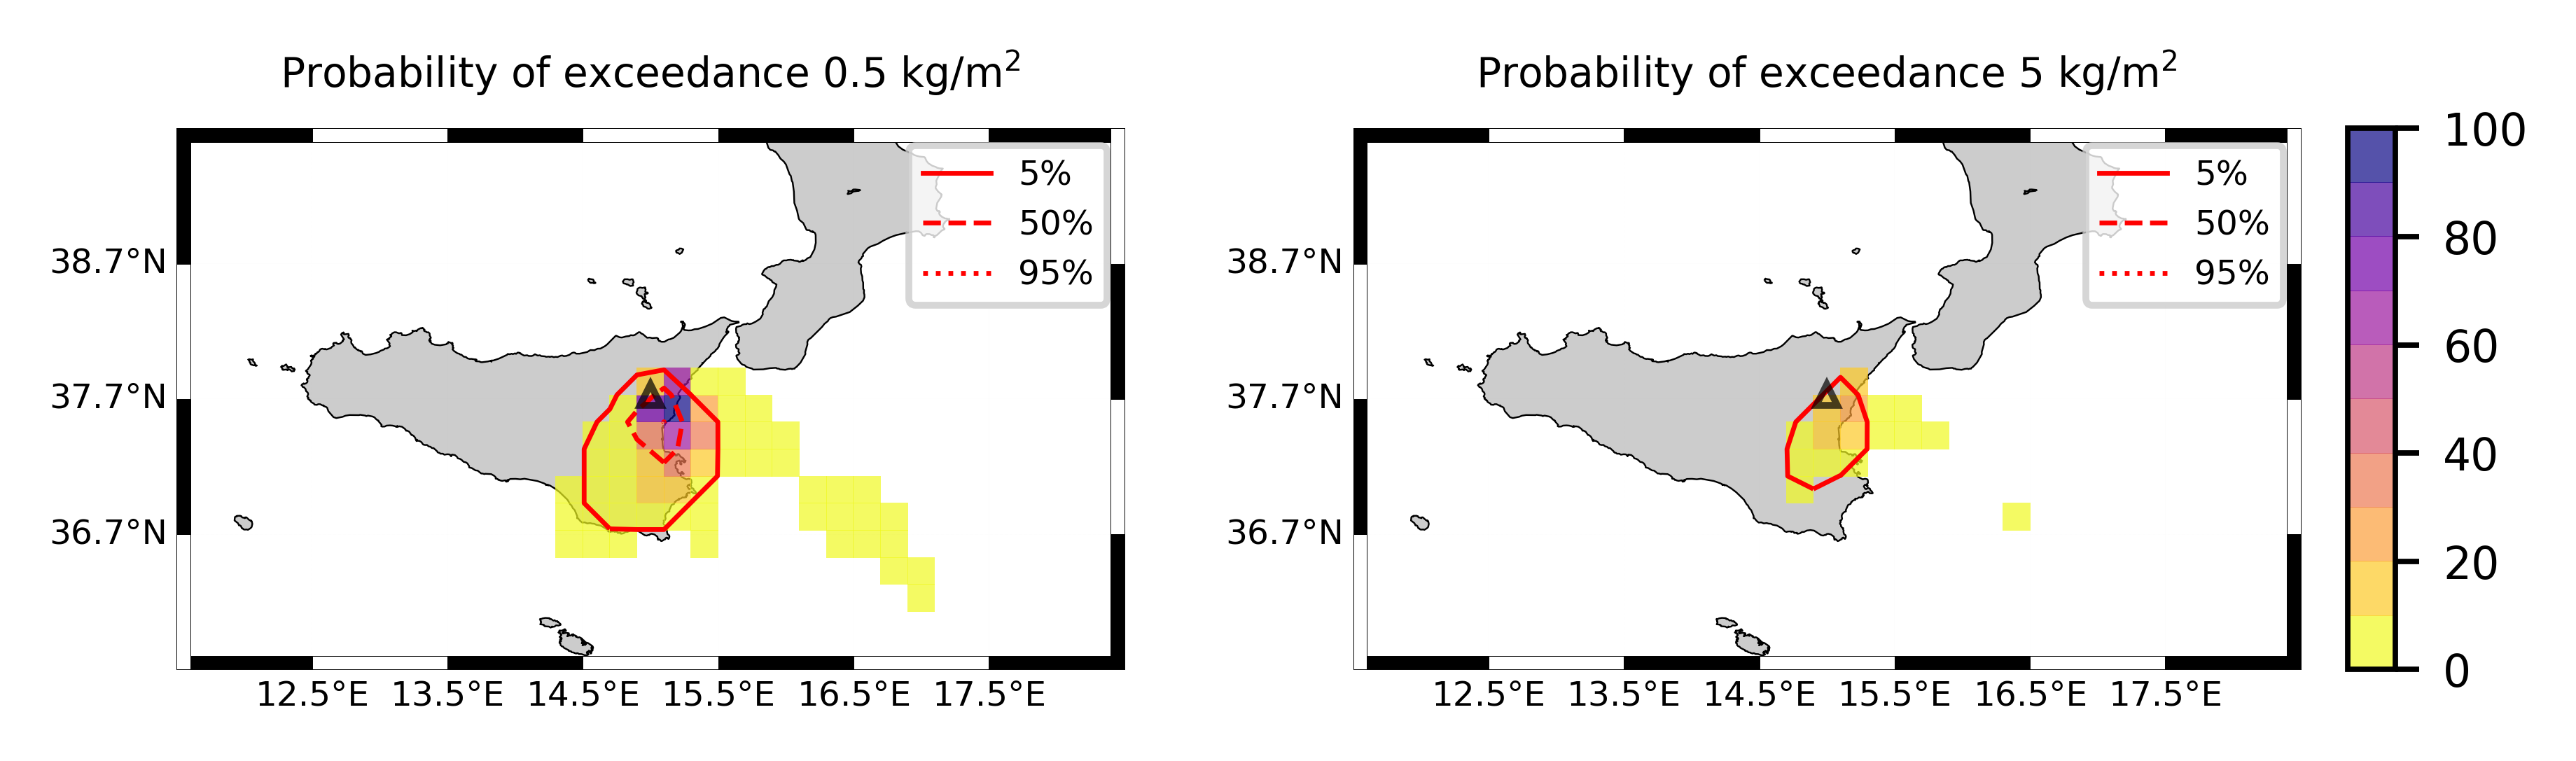 Probability of exceedance 0.5 kg/m²
5%
50%
95%
38.7°N
37.7°N
36.7°N
12.5°E 13.5°E 14.5°E 15.5°E 16.5°E 17.5°E
Probability of exceedance 5 kg/m²
5%
50%
95%
38.7°N
37.7°N
36.7°N
12.5°E 13.5°E 14.5°E 15.5°E 16.5°E 17.5°E
100
80
60
40
20
0